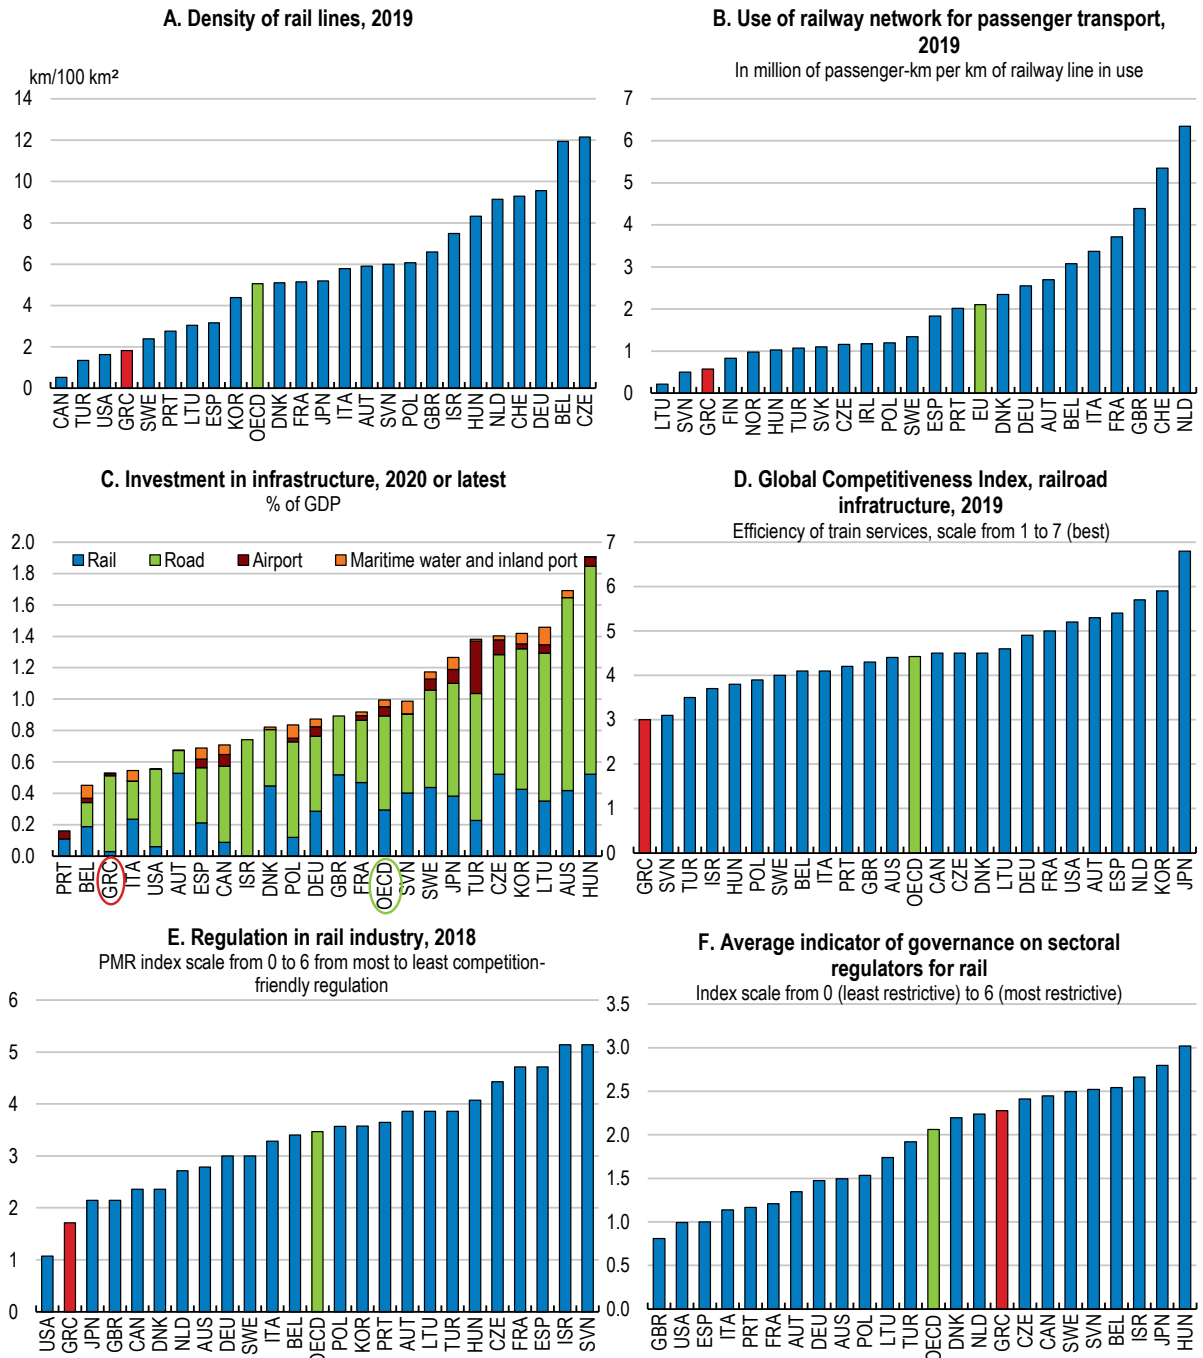 A. Density of rail lines, 2019
km/100 km²
14
12
10
8
6
4
2
0
CAN TUR USA GRC SWE PRT LTU ESP KOR OECD DNK FRA JPN ITA AUT SVN POL GBR ISR HUN NLD CHE DEU BEL CZE
B. Use of railway network for passenger transport,
2019
In million of passenger-km per km of railway line in use
7
6
5
4
3
2
1
0
LTU SVN GRC FIN NOR HUN TUR SVK CZE IRL POL SWE ESP PRT EU DNK DEU AUT BEL ITA FRA GBR CHE NLD
C. Investment in infrastructure, 2020 or latest
% of GDP
2.0
1.8
1.6
1.4
1.2
1.0
0.8
0.6
0.4
0.2
0.0
Rail Road Airport Maritime water and inland port
PRT BEL GRC ITA USA AUT ESP CAN ISR DNK POL DEU GBR FRA OECD SVN SWE JPN TUR CZE KOR LTU AUS HUN
D. Global Competitiveness Index, railroad
infratructure, 2019
Efficiency of train services, scale from 1 to 7 (best)
7
6
5
4
3
2
1
0
GRC SVN TUR ISR HUN POL SWE BEL ITA PRT GBR AUS OECD CAN CZE DNK LTU DEU FRA USA AUT ESP NLD KOR JPN
E. Regulation in rail industry, 2018
PMR index scale from 0 to 6 from most to least competition-
friendly regulation
6
5
4
3
2
1
0
USA GRC JPN GBR CAN DNK NLD AUS DEU SWE ITA BEL OECD POL KOR PRT AUT LTU TUR HUN CZE FRA ESP ISR SVN
F. Average indicator of governance on sectoral
regulators for rail
Index scale from 0 (least restrictive) to 6 (most restrictive)
3.5
3.0
2.5
2.0
1.5
1.0
0.5
0.0
GBR USA ESP ITA PRT FRA AUT DEU AUS POL LTU TUR OECD DNK NLD GRC CZE CAN SWE SVN BEL ISR JPN HUN